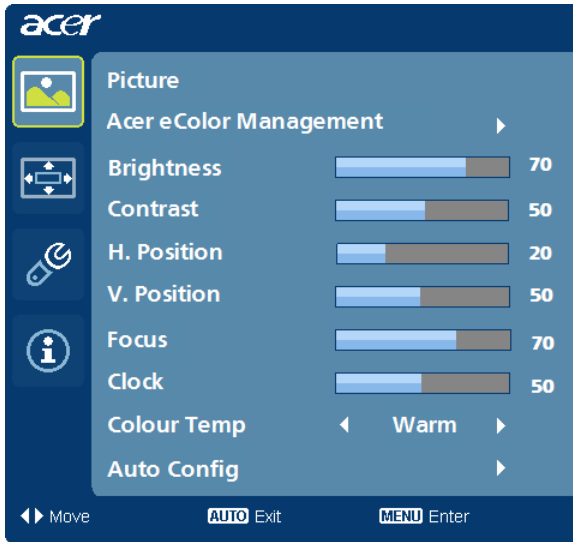 acer
Picture
Acer eColor Management
Brightness 70
Contrast 50
H. Position 20
V. Position 50
Focus 70
Clock 50
Colour Temp Warm
Auto Config
Move AUTO Exit MENU Enter